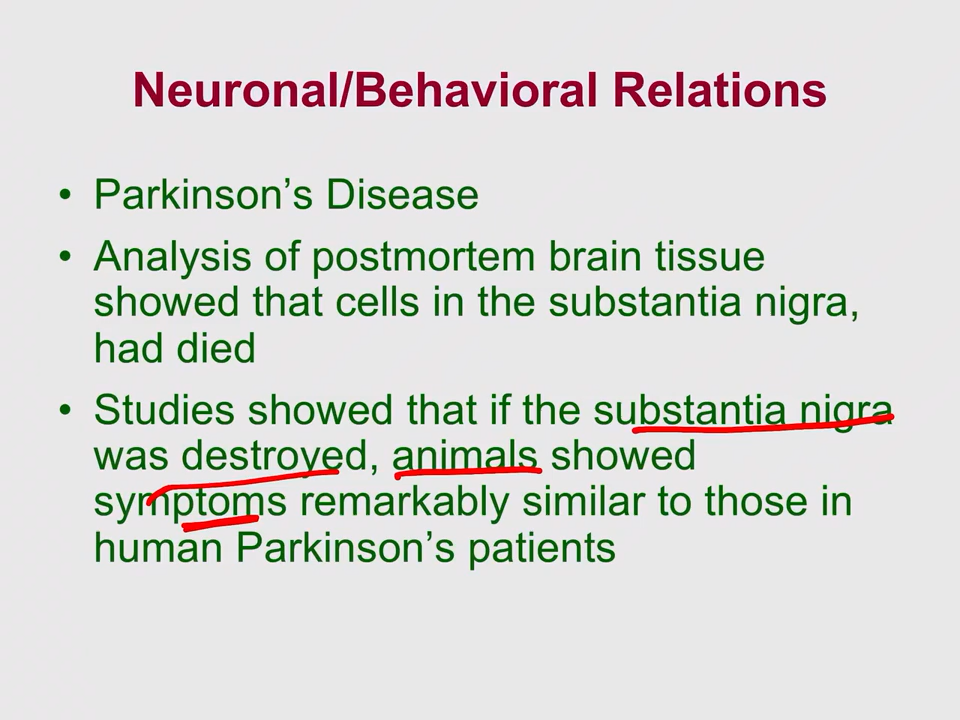 Neuronal/Behavioral Relations
• Parkinson’s Disease
• Analysis of postmortem brain tissue
showed that cells in the substantia nigra,
had died
• Studies showed that if the substantia nigra
was destroyed, animals showed
symptoms remarkably similar to those in
human Parkinson’s patients